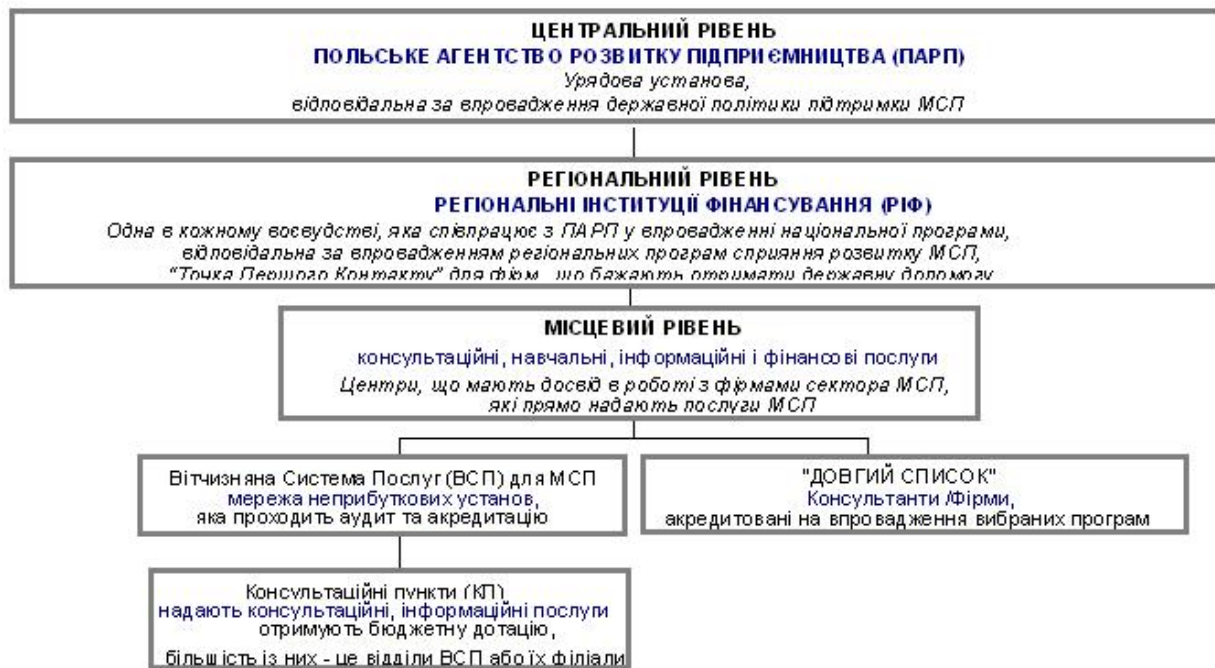 ЦЕНТРАЛЬНИЙ РІВЕНЬ
ПОЛЬСЬКЕ АГЕНТСТВО РОЗВИТКУ ПІДПРИЄМНИЦТВА (ПАРП)
Урядова установа,
відповідальна за впровадження державної політики підтримки МСП
РЕГІОНАЛЬНИЙ РІВЕНЬ
РЕГІОНАЛЬНІ ІНСТИТУЦІЇ ФІНАНСУВАННЯ (РІФ)
Одна в кожному воєвудстві, яка співпрацює з ПАРП у впровадженні національної програми,
відповідальна за впровадженням регіональних програм сприяння розвитку МСП,
“Точка Першого Контакту” для фірм, що бажають отримати державну допомогу
МІСЦЕВИЙ РІВЕНЬ
консультаційні, навчальні, інформаційні і фінансові послуги
Центри, що мають досвід в роботі з фірмами сектора МСП,
які прямо надають послуги МСП
Вітчизняна Система Послуг (ВСП) для МСП
мережа неприбуткових установ,
яка проходить аудит та акредитацію
"ДОВГИЙ СПИСОК"
Консультанти /Фірми,
акредитовані на впровадження вибраних програм
Консультаційні пункти (КП)
надають консультаційні, інформаційні послуги
отримують бюджетну дотацію,
більшість із них - це відділи ВСП або їх філіали